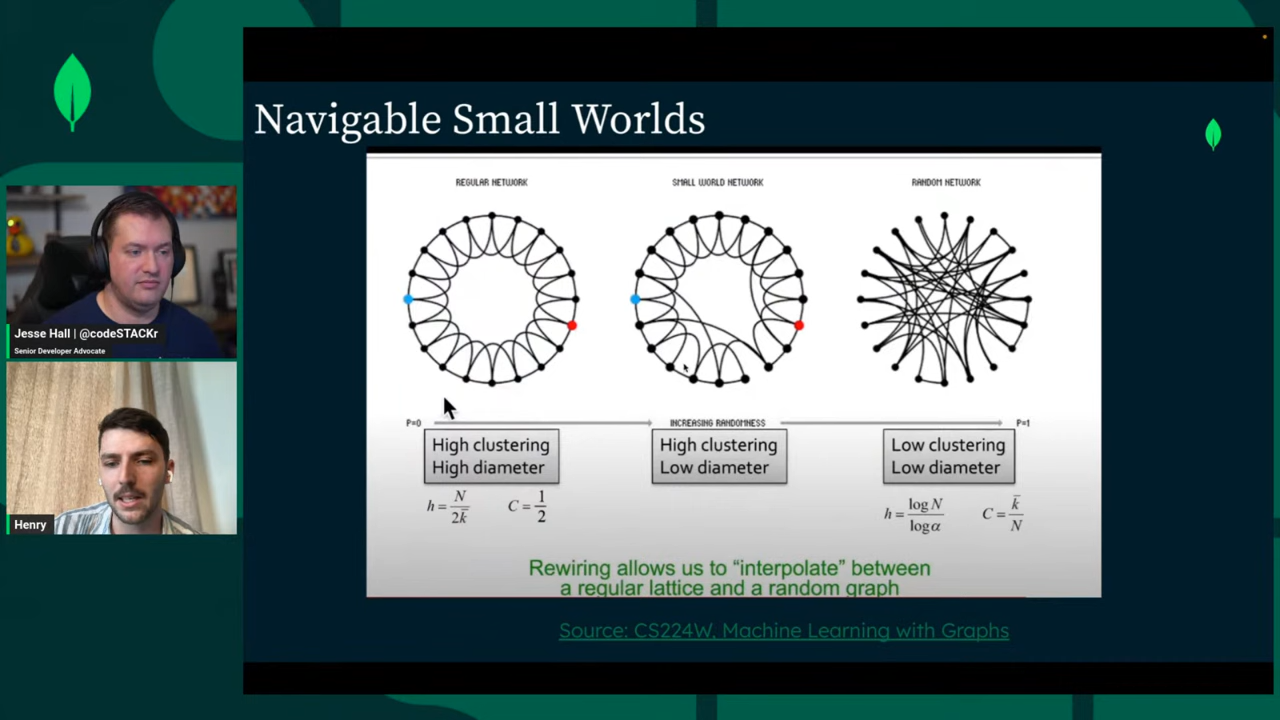 Navigable Small Worlds
REGULAR NETWORK
SMALL WORLD NETWORK
RANDOM NETWORK
P=0
INCREASING RANDOMNESS
P=1
High clustering
High diameter
High clustering
Low diameter
Low clustering
Low diameter
h = N / 2k̄
C = 1 / 2
h = log N / log α
C = k̄ / N
Rewiring allows us to “interpolate” between
a regular lattice and a random graph
Source: CS224W, Machine Learning with Graphs
Jesse Hall | @codeSTACKr
Senior Developer Advocate
Henry